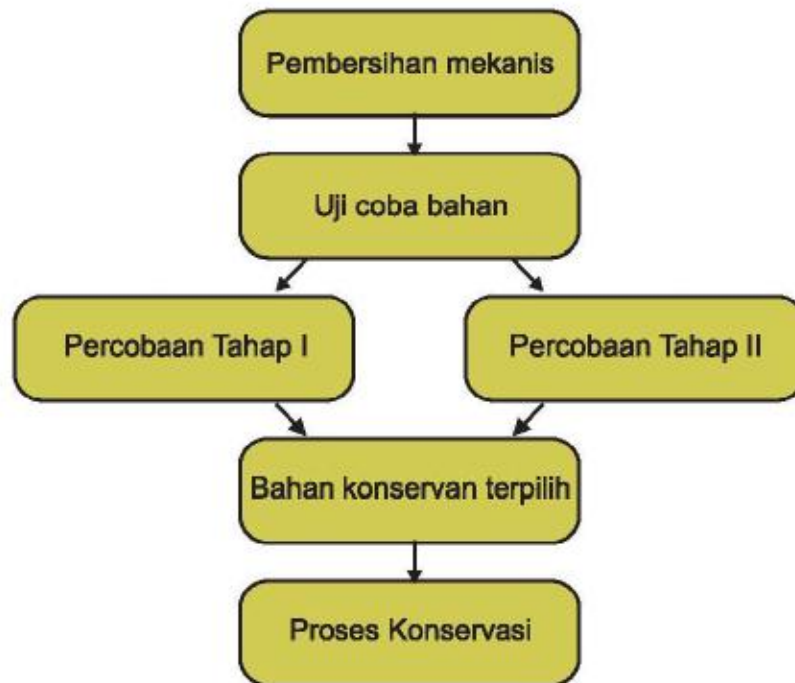 Pembersihan mekanis
Uji coba bahan
Percobaan Tahap I
Percobaan Tahap II
Bahan konservan terpilih
Proses Konservasi